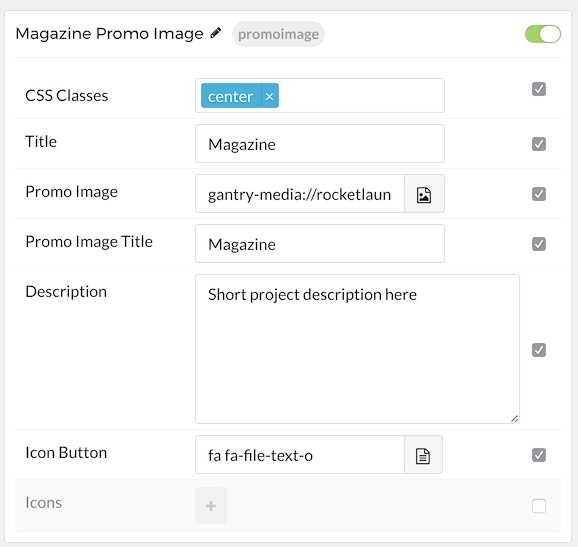 Magazine Promo Image promoimage
CSS Classes center ×
Title Magazine
Promo Image gantry-media://rocketlaun
Promo Image Title Magazine
Description Short project description here
Icon Button fa fa-file-text-o
Icons +